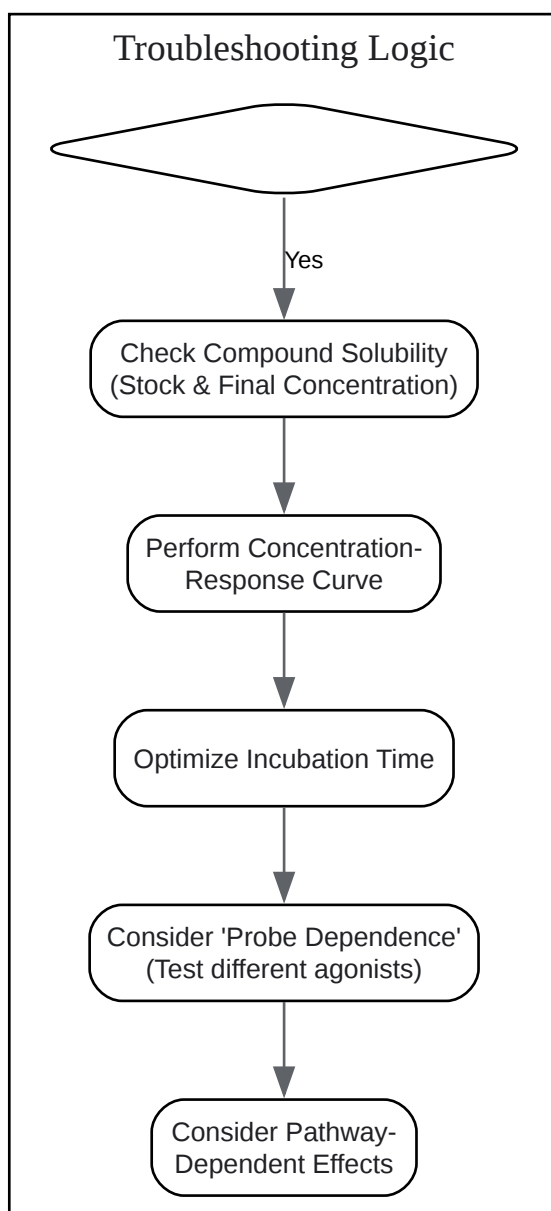 Troubleshooting Logic
Yes
Check Compound Solubility
(Stock & Final Concentration)
Perform Concentration-
Response Curve
Optimize Incubation Time
Consider 'Probe Dependence'
(Test different agonists)
Consider Pathway-
Dependent Effects